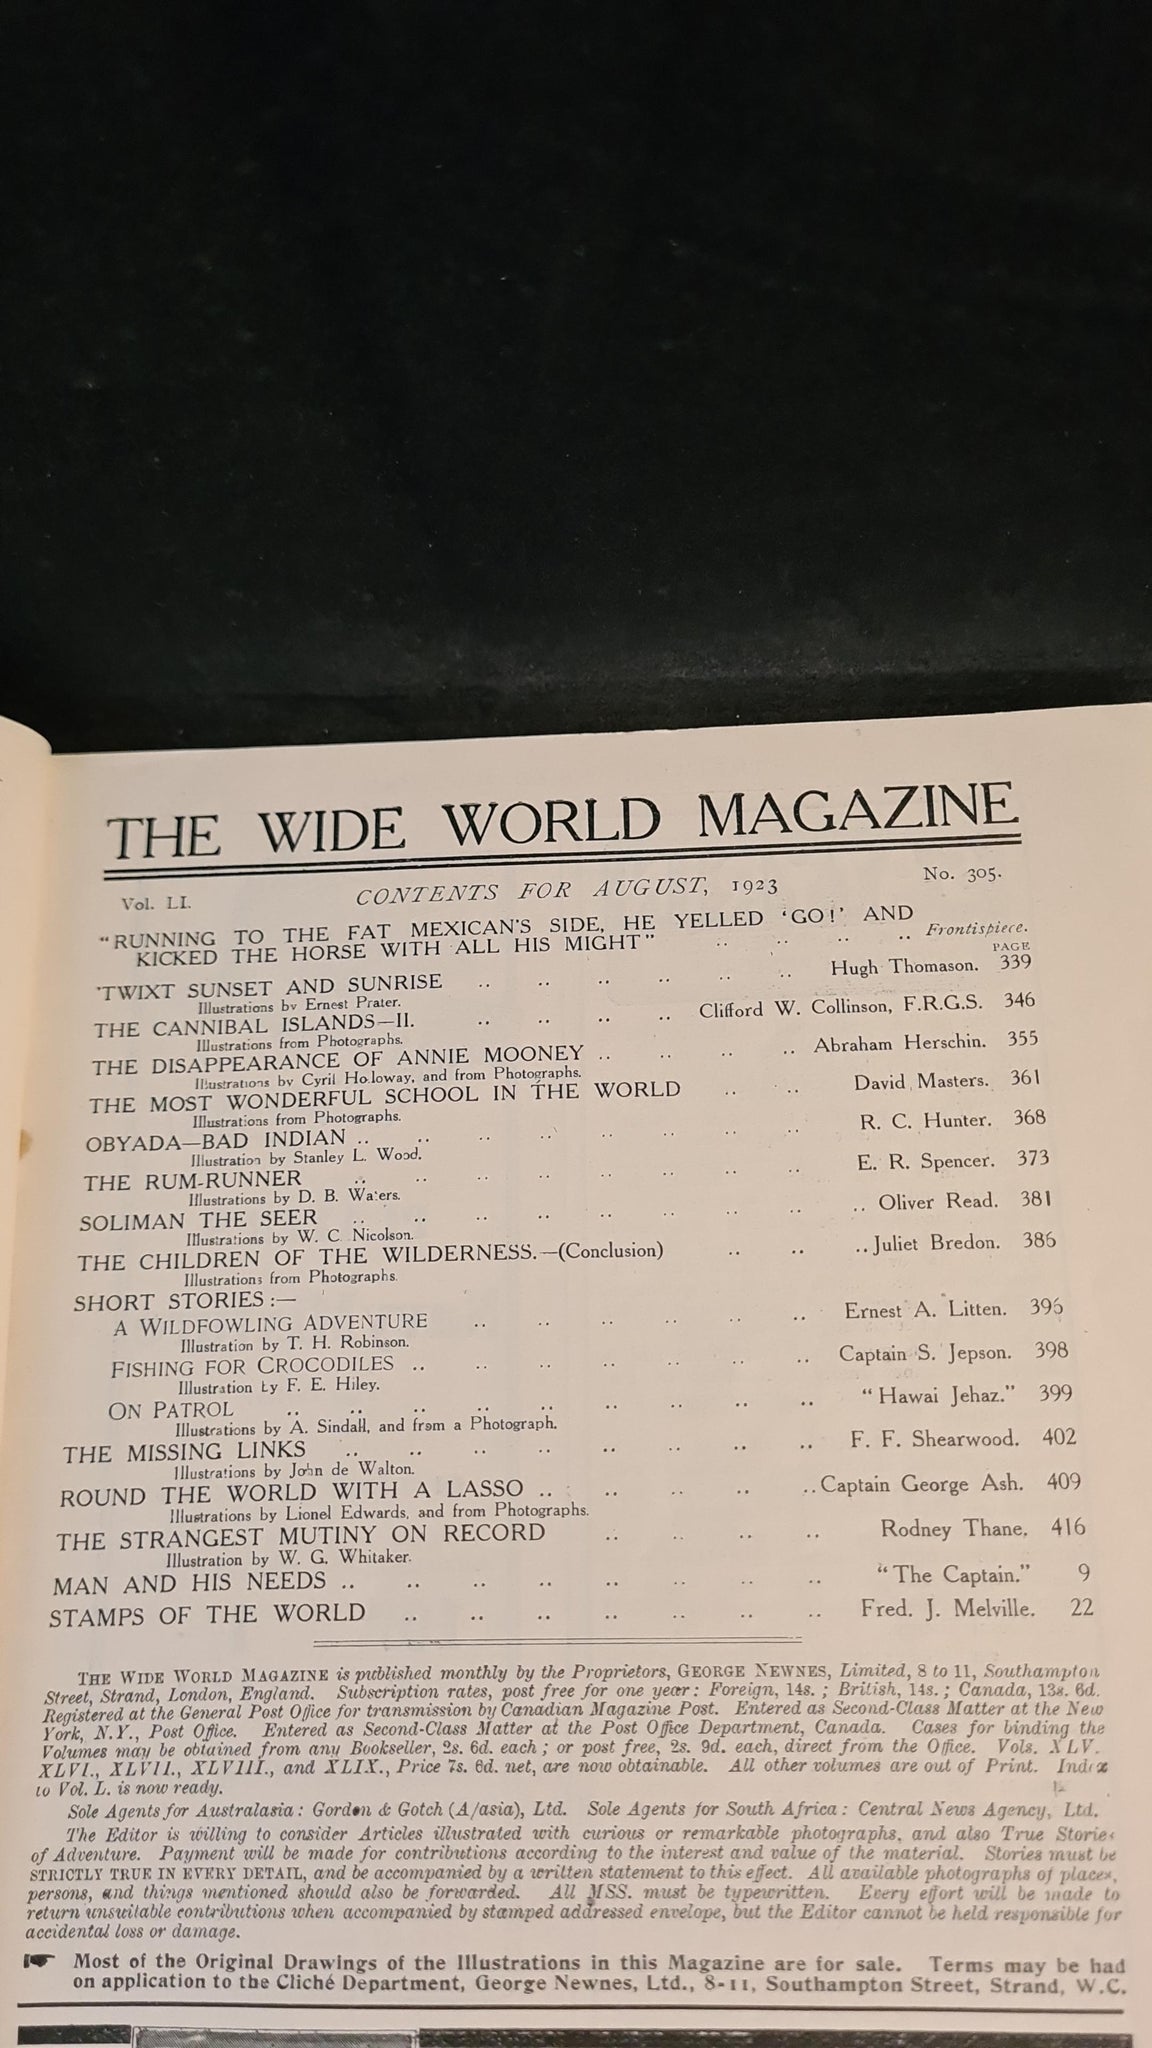 THE WIDE WORLD MAGAZINE
Vol. LI. CONTENTS FOR AUGUST, 1923 No. 305.
"RUNNING TO THE FAT MEXICAN'S SIDE, HE YELLED 'GO!' AND
KICKED THE HORSE WITH ALL HIS MIGHT" .. .. .. .. Frontispiece.
PAGE
'TWIXT SUNSET AND SUNRISE .. .. .. .. .. .. Hugh Thomason. 339
Illustrations by Ernest Prater.
THE CANNIBAL ISLANDS—II. .. .. .. .. Clifford W. Collinson, F.R.G.S. 346
Illustrations from Photographs.
THE DISAPPEARANCE OF ANNIE MOONEY .. .. .. .. Abraham Herschin. 355
Illustrations by Cyril Holloway, and from Photographs.
THE MOST WONDERFUL SCHOOL IN THE WORLD .. .. David Masters. 361
Illustrations from Photographs.
OBYADA—BAD INDIAN .. .. .. .. .. .. .. .. R. C. Hunter. 368
Illustration by Stanley L. Wood.
THE RUM-RUNNER .. .. .. .. .. .. .. .. E. R. Spencer. 373
Illustrations by D. B. Waters.
SOLIMAN THE SEER .. .. .. .. .. .. .. .. .. Oliver Read. 381
Illustrations by W. C. Nicolson.
THE CHILDREN OF THE WILDERNESS.—(Conclusion) .. .. .. Juliet Bredon. 386
Illustrations from Photographs.
SHORT STORIES :—
A WILDFOWLING ADVENTURE .. .. .. .. .. .. Ernest A. Litten. 396
Illustration by T. H. Robinson.
FISHING FOR CROCODILES .. .. .. .. .. .. .. Captain S. Jepson. 398
Illustration by F. E. Hiley.
ON PATROL .. .. .. .. .. .. .. .. .. "Hawai Jehaz." 399
Illustrations by A. Sindall, and from a Photograph.
THE MISSING LINKS .. .. .. .. .. .. .. .. F. F. Shearwood. 402
Illustrations by John de Walton.
ROUND THE WORLD WITH A LASSO .. .. .. .. .. Captain George Ash. 409
Illustrations by Lionel Edwards, and from Photographs.
THE STRANGEST MUTINY ON RECORD .. .. .. .. Rodney Thane. 416
Illustration by W. G. Whitaker.
MAN AND HIS NEEDS .. .. .. .. .. .. .. .. "The Captain." 9
STAMPS OF THE WORLD .. .. .. .. .. .. .. Fred. J. Melville. 22
THE WIDE WORLD MAGAZINE is published monthly by the Proprietors, GEORGE NEWNES, Limited, 8 to 11, Southampton
Street, Strand, London, England. Subscription rates, post free for one year: Foreign, 14s.; British, 14s.; Canada, 13s. 6d.
Registered at the General Post Office for transmission by Canadian Magazine Post. Entered as Second-Class Matter at the New
York, N.Y., Post Office. Entered as Second-Class Matter at the Post Office Department, Canada. Cases for binding the
Volumes may be obtained from any Bookseller, 2s. 6d. each; or post free, 2s. 9d. each, direct from the Office. Vols. XLV.
XLVI., XLVII., XLVIII., and XLIX., Price 7s. 6d. net, are now obtainable. All other volumes are out of Print. Index
to Vol. L. is now ready.
Sole Agents for Australasia: Gordon & Gotch (A/asia), Ltd. Sole Agents for South Africa: Central News Agency, Ltd.
The Editor is willing to consider Articles illustrated with curious or remarkable photographs, and also True Stories
of Adventure. Payment will be made for contributions according to the interest and value of the material. Stories must be
STRICTLY TRUE IN EVERY DETAIL, and be accompanied by a written statement to this effect. All available photographs of places,
persons, and things mentioned should also be forwarded. All MSS. must be typewritten. Every effort will be made to
return unsuitable contributions when accompanied by stamped addressed envelope, but the Editor cannot be held responsible for
accidental loss or damage.
☛ Most of the Original Drawings of the Illustrations in this Magazine are for sale. Terms may be had
on application to the Cliché Department, George Newnes, Ltd., 8-11, Southampton Street, Strand, W.C.